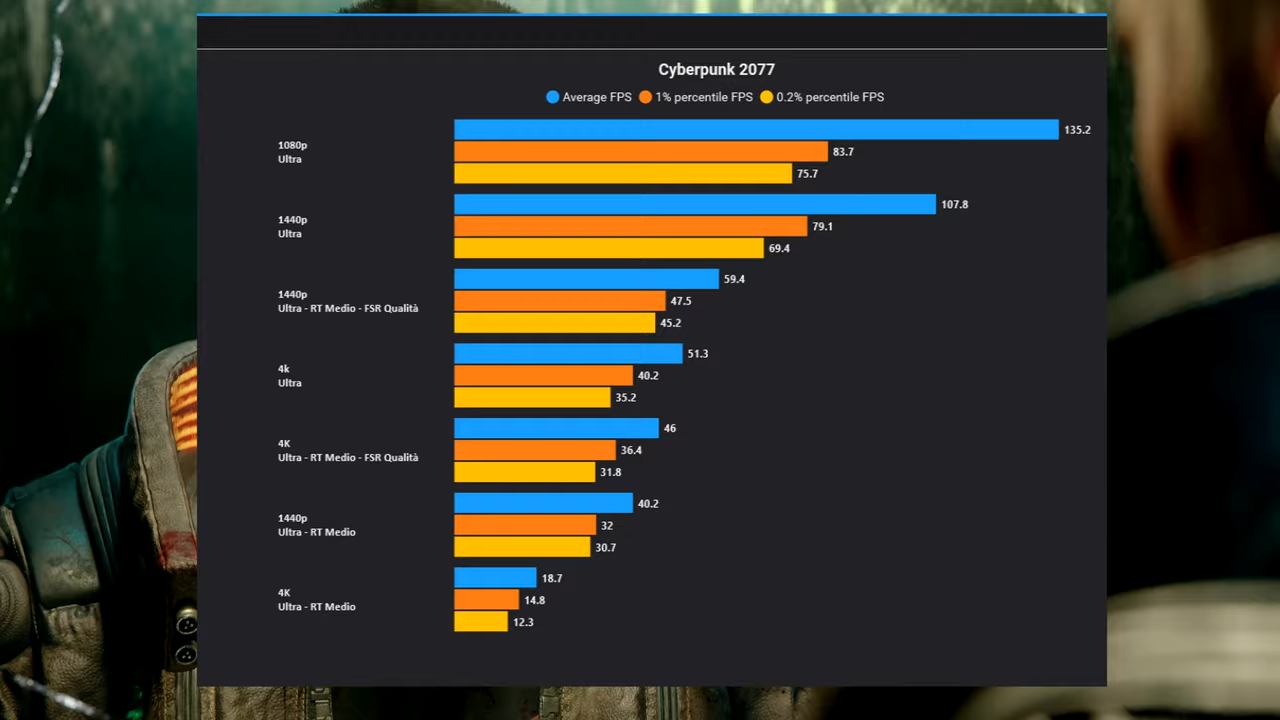 Cyberpunk 2077
Average FPS 1% percentile FPS 0.2% percentile FPS
1080p
Ultra
135.2
83.7
75.7
1440p
Ultra
107.8
79.1
69.4
1440p
Ultra - RT Medio - FSR Qualità
59.4
47.5
45.2
4k
Ultra
51.3
40.2
35.2
4K
Ultra - RT Medio - FSR Qualità
46
36.4
31.8
1440p
Ultra - RT Medio
40.2
32
30.7
4K
Ultra - RT Medio
18.7
14.8
12.3